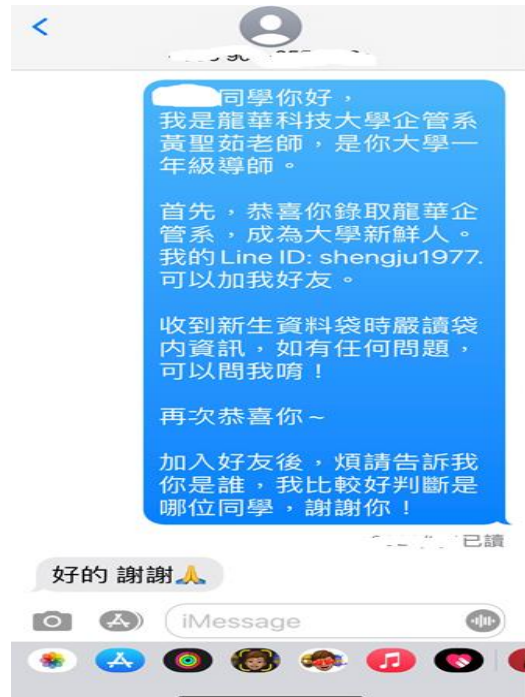 同學你好，
我是龍華科技大學企管系
黃聖茹老師，是你大學一
年級導師。
首先，恭喜你錄取龍華企
管系，成為大學新鮮人。
我的 Line ID: shengju1977.
可以加我好友。
收到新生資料袋時嚴讀袋
内資訊，如有任何問題，
可以問我唷！
再次恭喜你~
加入好友後，煩請告訴我
你是誰，我比較好判斷是
哪位同學，謝謝你！
已讀
好的 謝謝🙏
iMessage